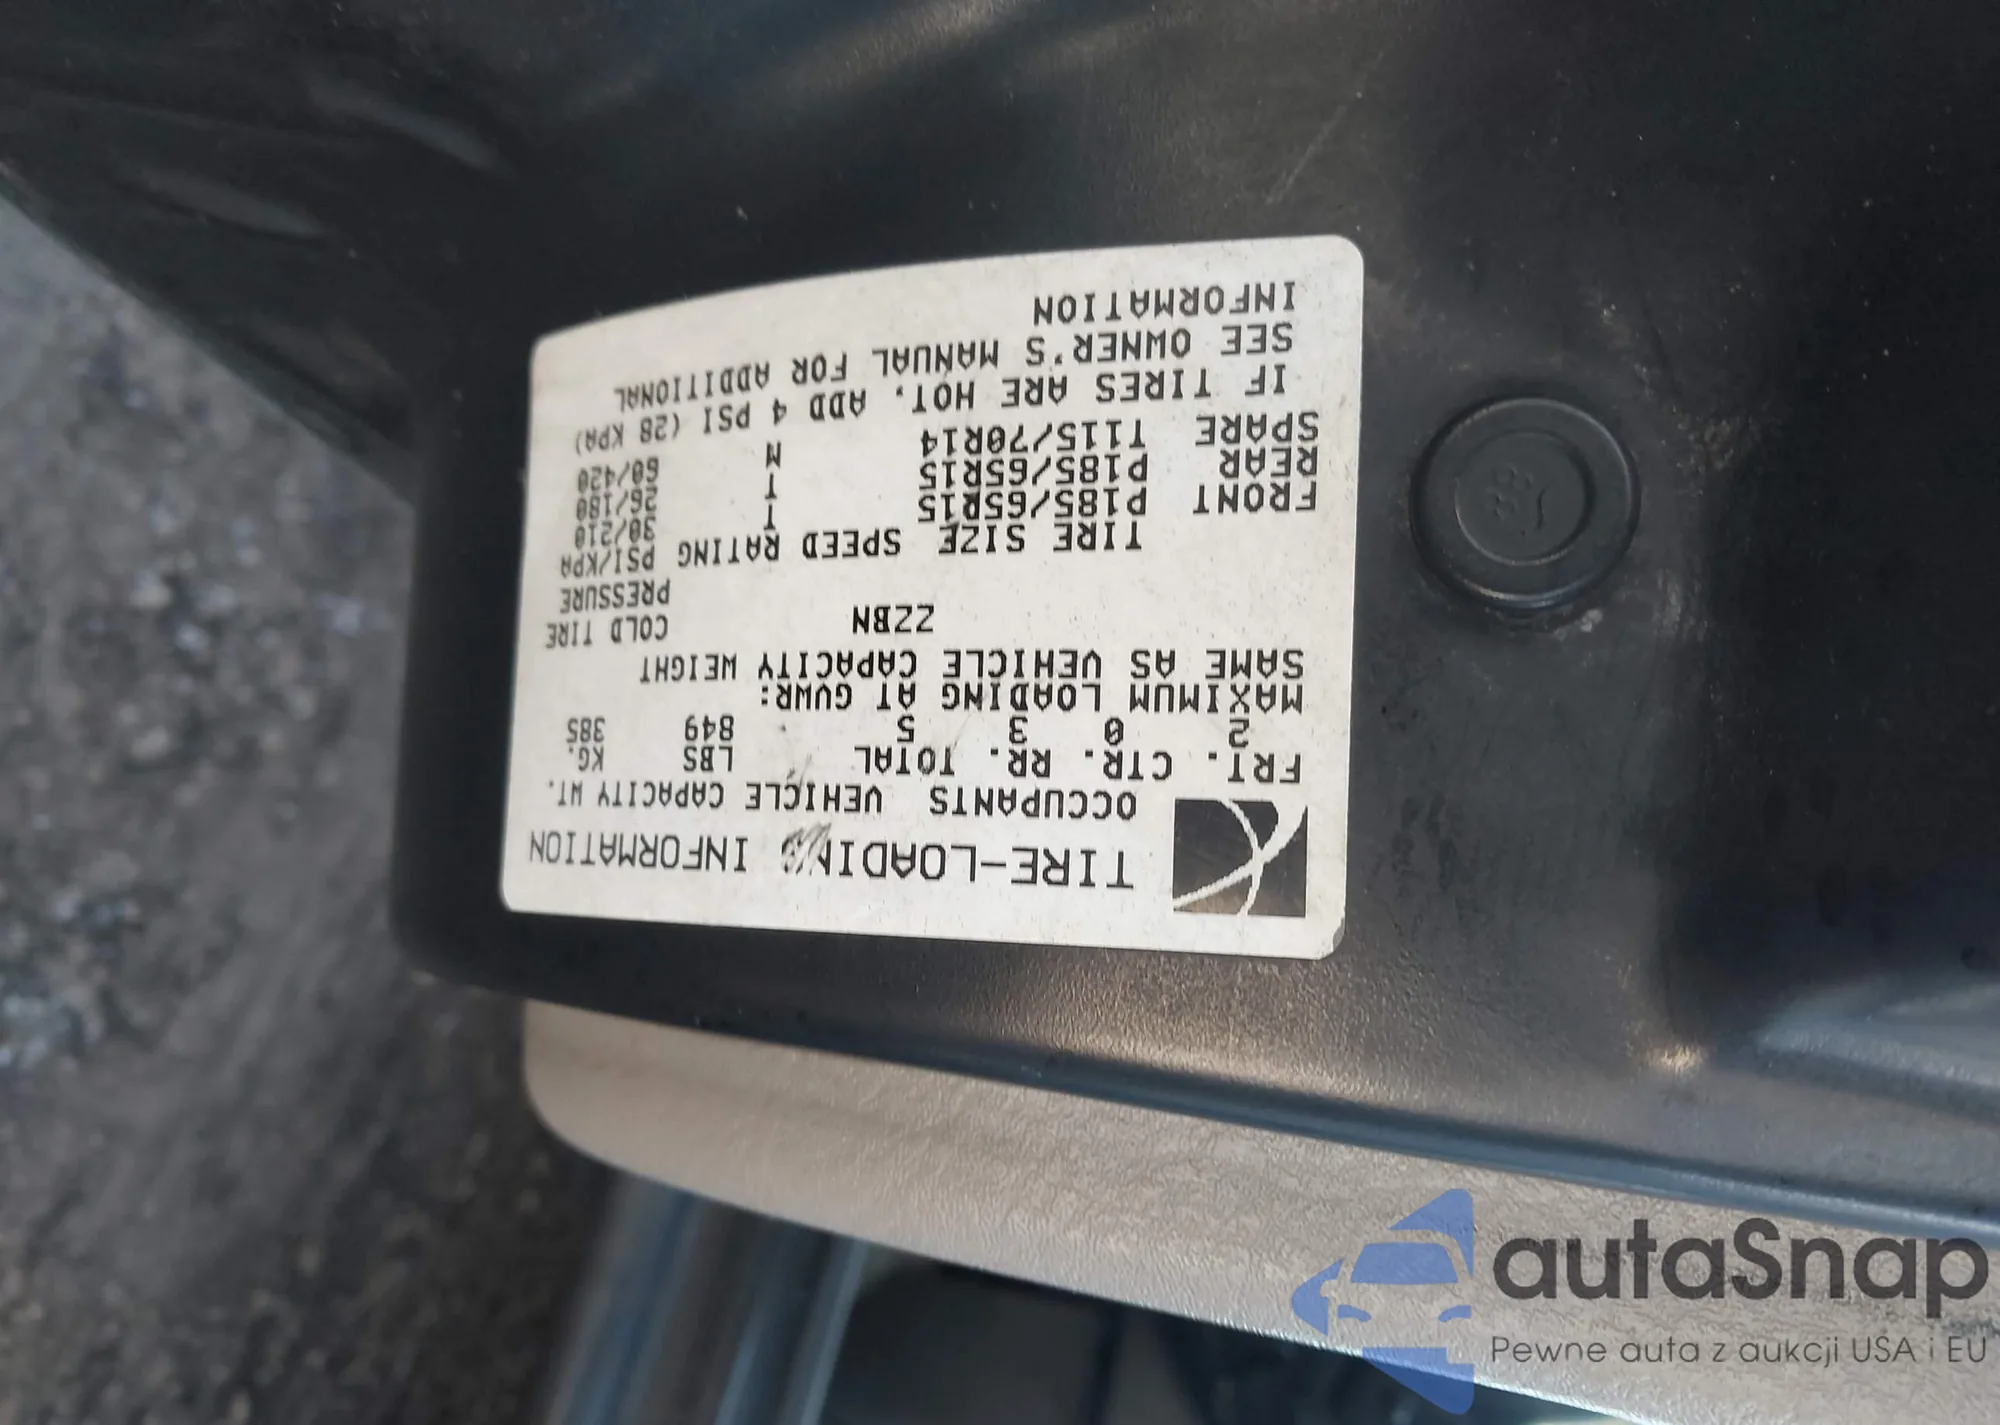 TIRE-LOADING INFORMATION
OCCUPANTS VEHICLE CAPACITY WT.
FRT. CTR. RR. TOTAL LBS KG.
2 0 3 5 849 385
MAXIMUM LOADING AT GVWR:
SAME AS VEHICLE CAPACITY WEIGHT
ZZBN COLD TIRE
PRESSURE
TIRE SIZE SPEED RATING PSI/KPA
FRONT P185/65R15 T 30/210
REAR P185/65R15 T 26/180
SPARE T115/70R14 M 60/420
IF TIRES ARE HOT, ADD 4 PSI (28 KPA)
SEE OWNER'S MANUAL FOR ADDITIONAL
INFORMATION
autaSnap
Pewne auta z aukcji USA i EU